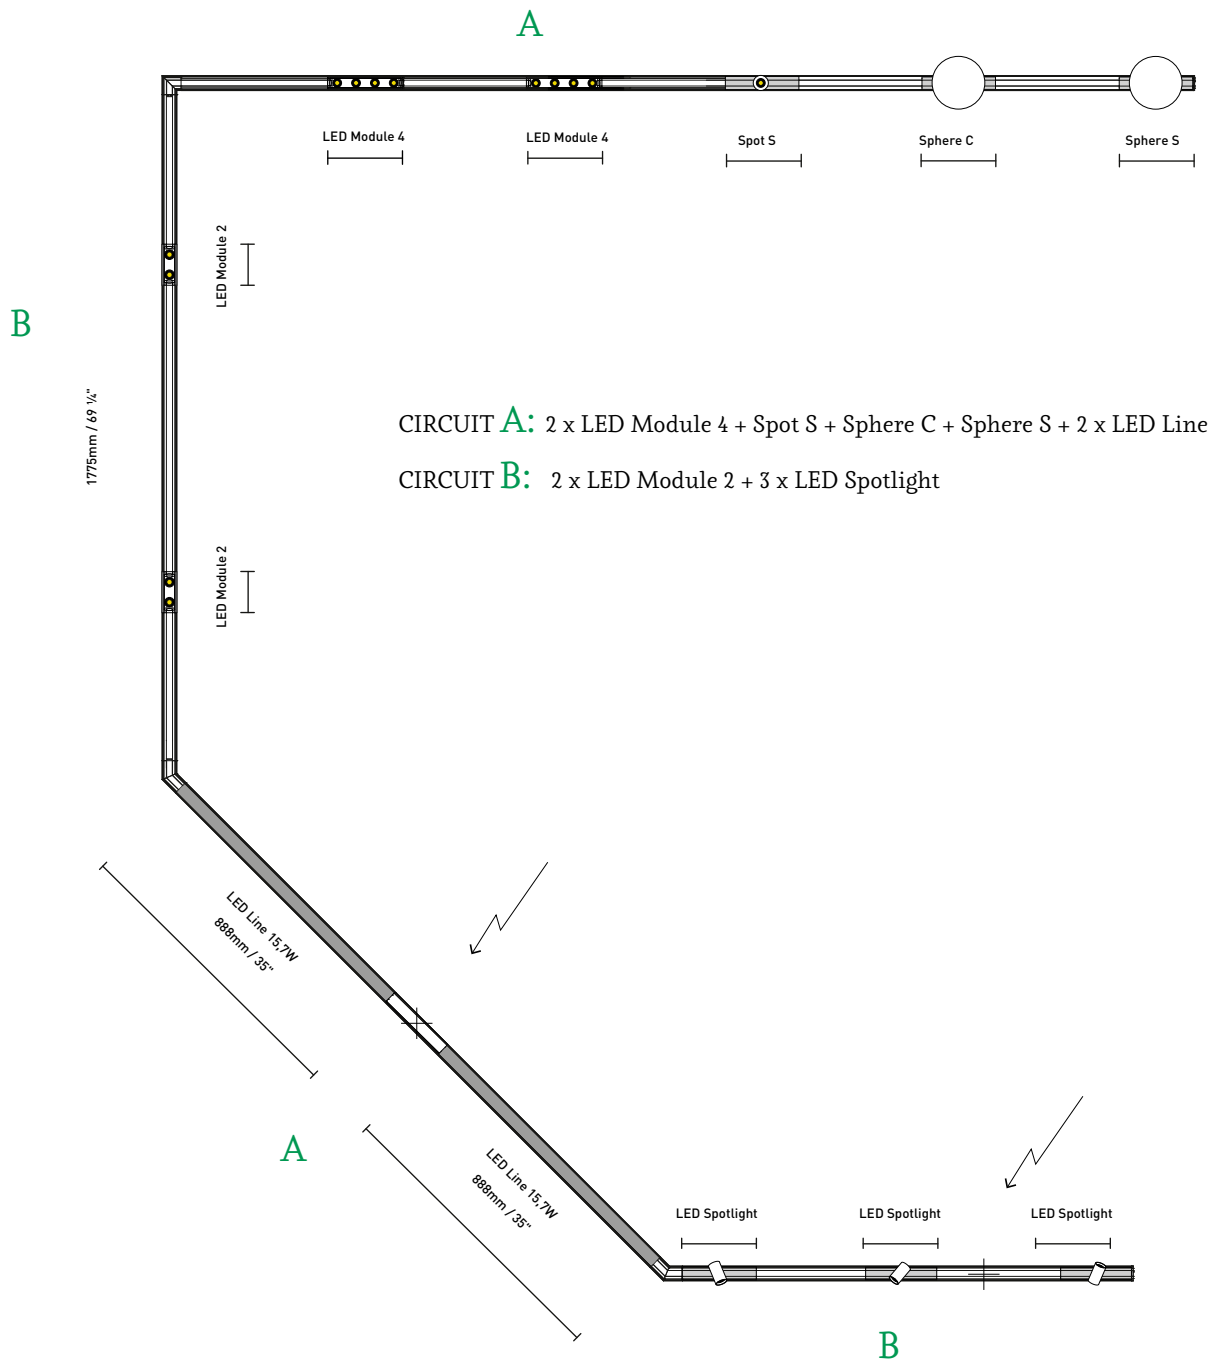 A
LED Module 4
LED Module 4
Spot S
Sphere C
Sphere S
LED Module 2
B
1775mm / 69 ¼"
CIRCUIT A: 2 x LED Module 4 + Spot S + Sphere C + Sphere S + 2 x LED Line
CIRCUIT B: 2 x LED Module 2 + 3 x LED Spotlight
LED Module 2
LED Line 15,7W
888mm / 35"
A
LED Line 15,7W
888mm / 35"
LED Spotlight
LED Spotlight
LED Spotlight
B